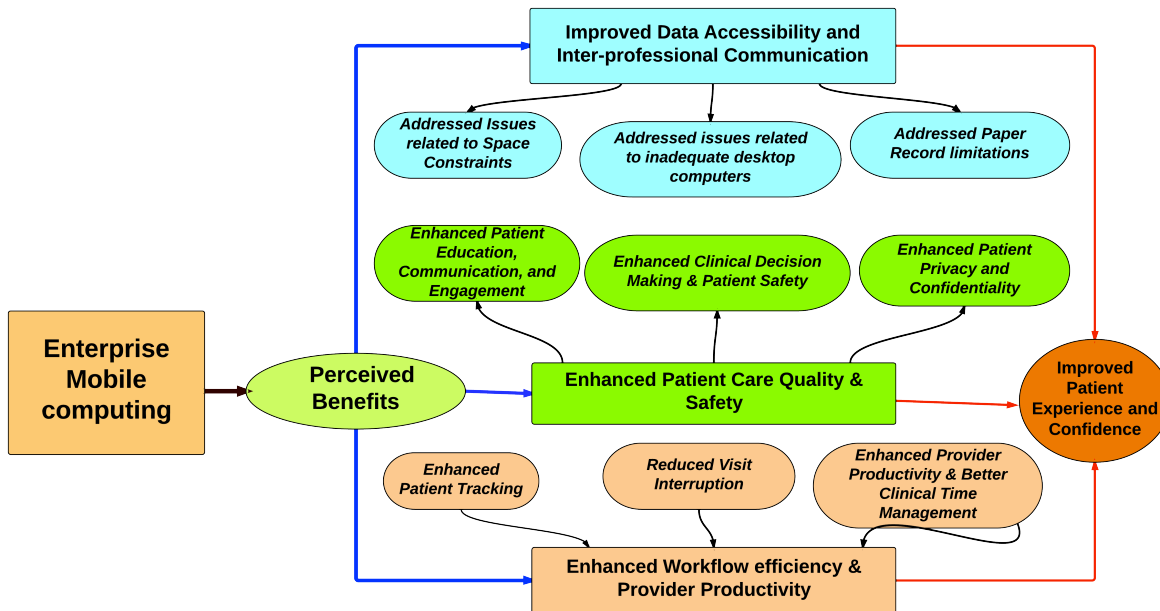 Improved Data Accessibility and
Inter-professional Communication
Addressed Issues
related to Space
Constraints
Addressed issues related
to inadequate desktop
computers
Addressed Paper
Record limitations
Enhanced Patient
Education,
Communication, and
Engagement
Enhanced Clinical Decision
Making & Patient Safety
Enhanced Patient
Privacy and
Confidentiality
Enterprise
Mobile
computing
Perceived
Benefits
Enhanced Patient Care Quality &
Safety
Improved
Patient
Experience and
Confidence
Enhanced
Patient Tracking
Reduced Visit
Interruption
Enhanced Provider
Productivity & Better
Clinical Time
Management
Enhanced Workflow efficiency &
Provider Productivity